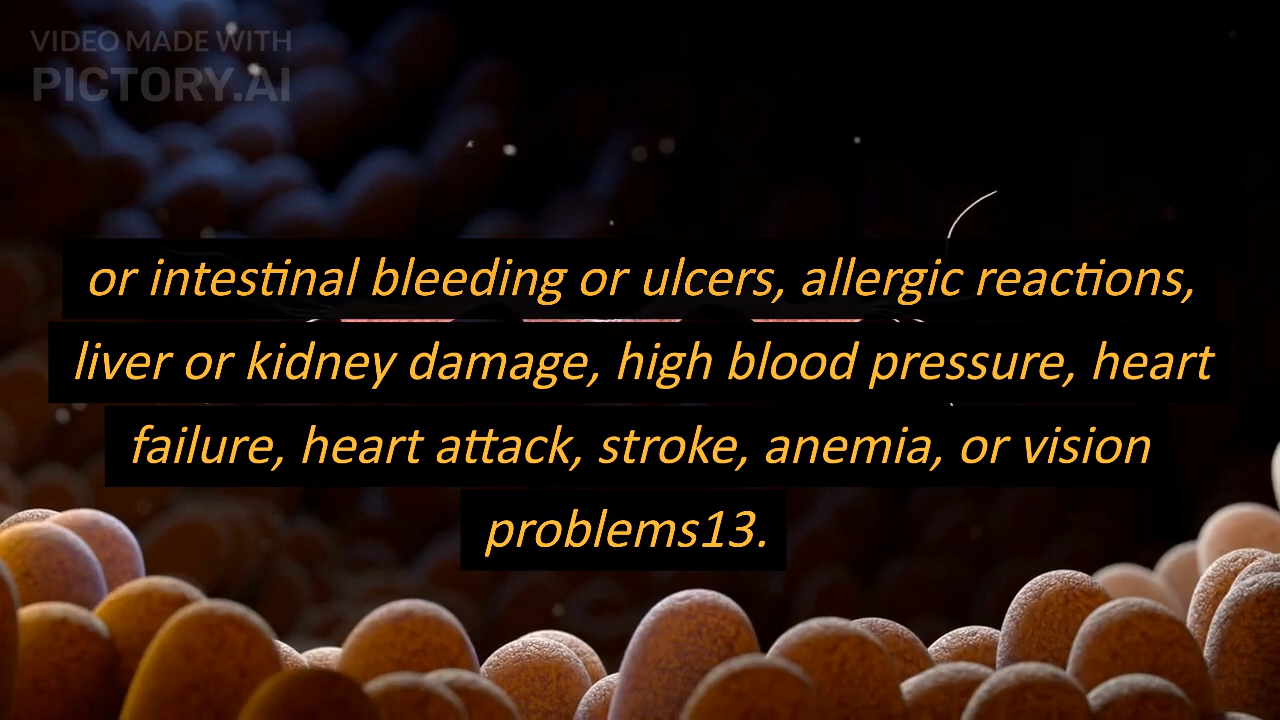 VIDEO MADE WITH
PICTORY.AI
or intestinal bleeding or ulcers, allergic reactions,
liver or kidney damage, high blood pressure, heart
failure, heart attack, stroke, anemia, or vision
problems13.